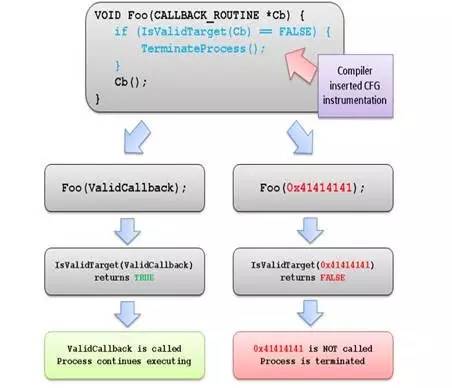 VOID Foo(CALLBACK_ROUTINE *Cb) {
if (IsValidTarget(Cb) == FALSE) {
TerminateProcess();
}
Cb();
}
Compiler
inserted CFG
instrumentation
Foo(ValidCallback);
Foo(0x41414141);
IsValidTarget(ValidCallback)
returns TRUE
IsValidTarget(0x41414141)
returns FALSE
ValidCallback is called
Process continues executing
0x41414141 is NOT called
Process is terminated